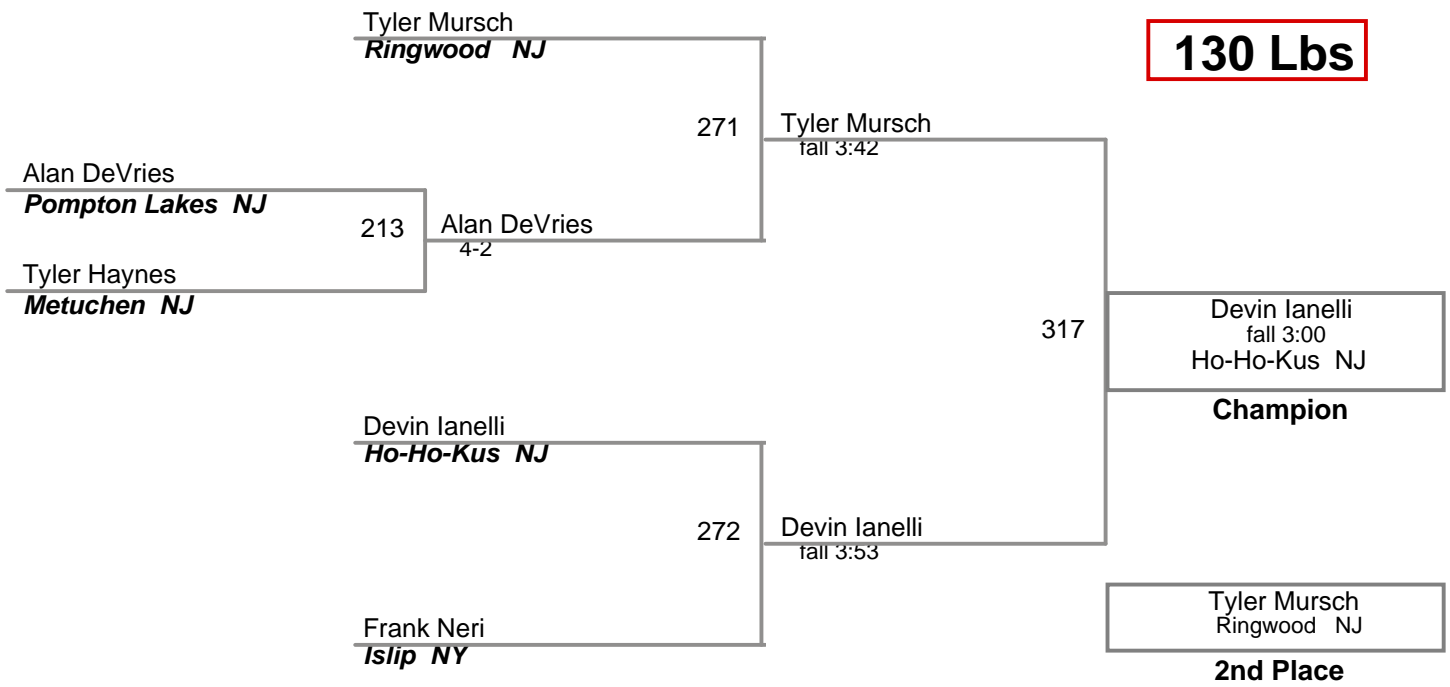 Tyler Mursch
Ringwood NJ
130 Lbs
271
Tyler Mursch
fall 3:42
Alan DeVries
Pompton Lakes NJ
213
Alan DeVries
4-2
Tyler Haynes
Metuchen NJ
317
Devin Ianelli
fall 3:00
Ho-Ho-Kus NJ
Champion
Devin Ianelli
Ho-Ho-Kus NJ
272
Devin Ianelli
fall 3:53
Frank Neri
Islip NY
Tyler Mursch
Ringwood NJ
2nd Place